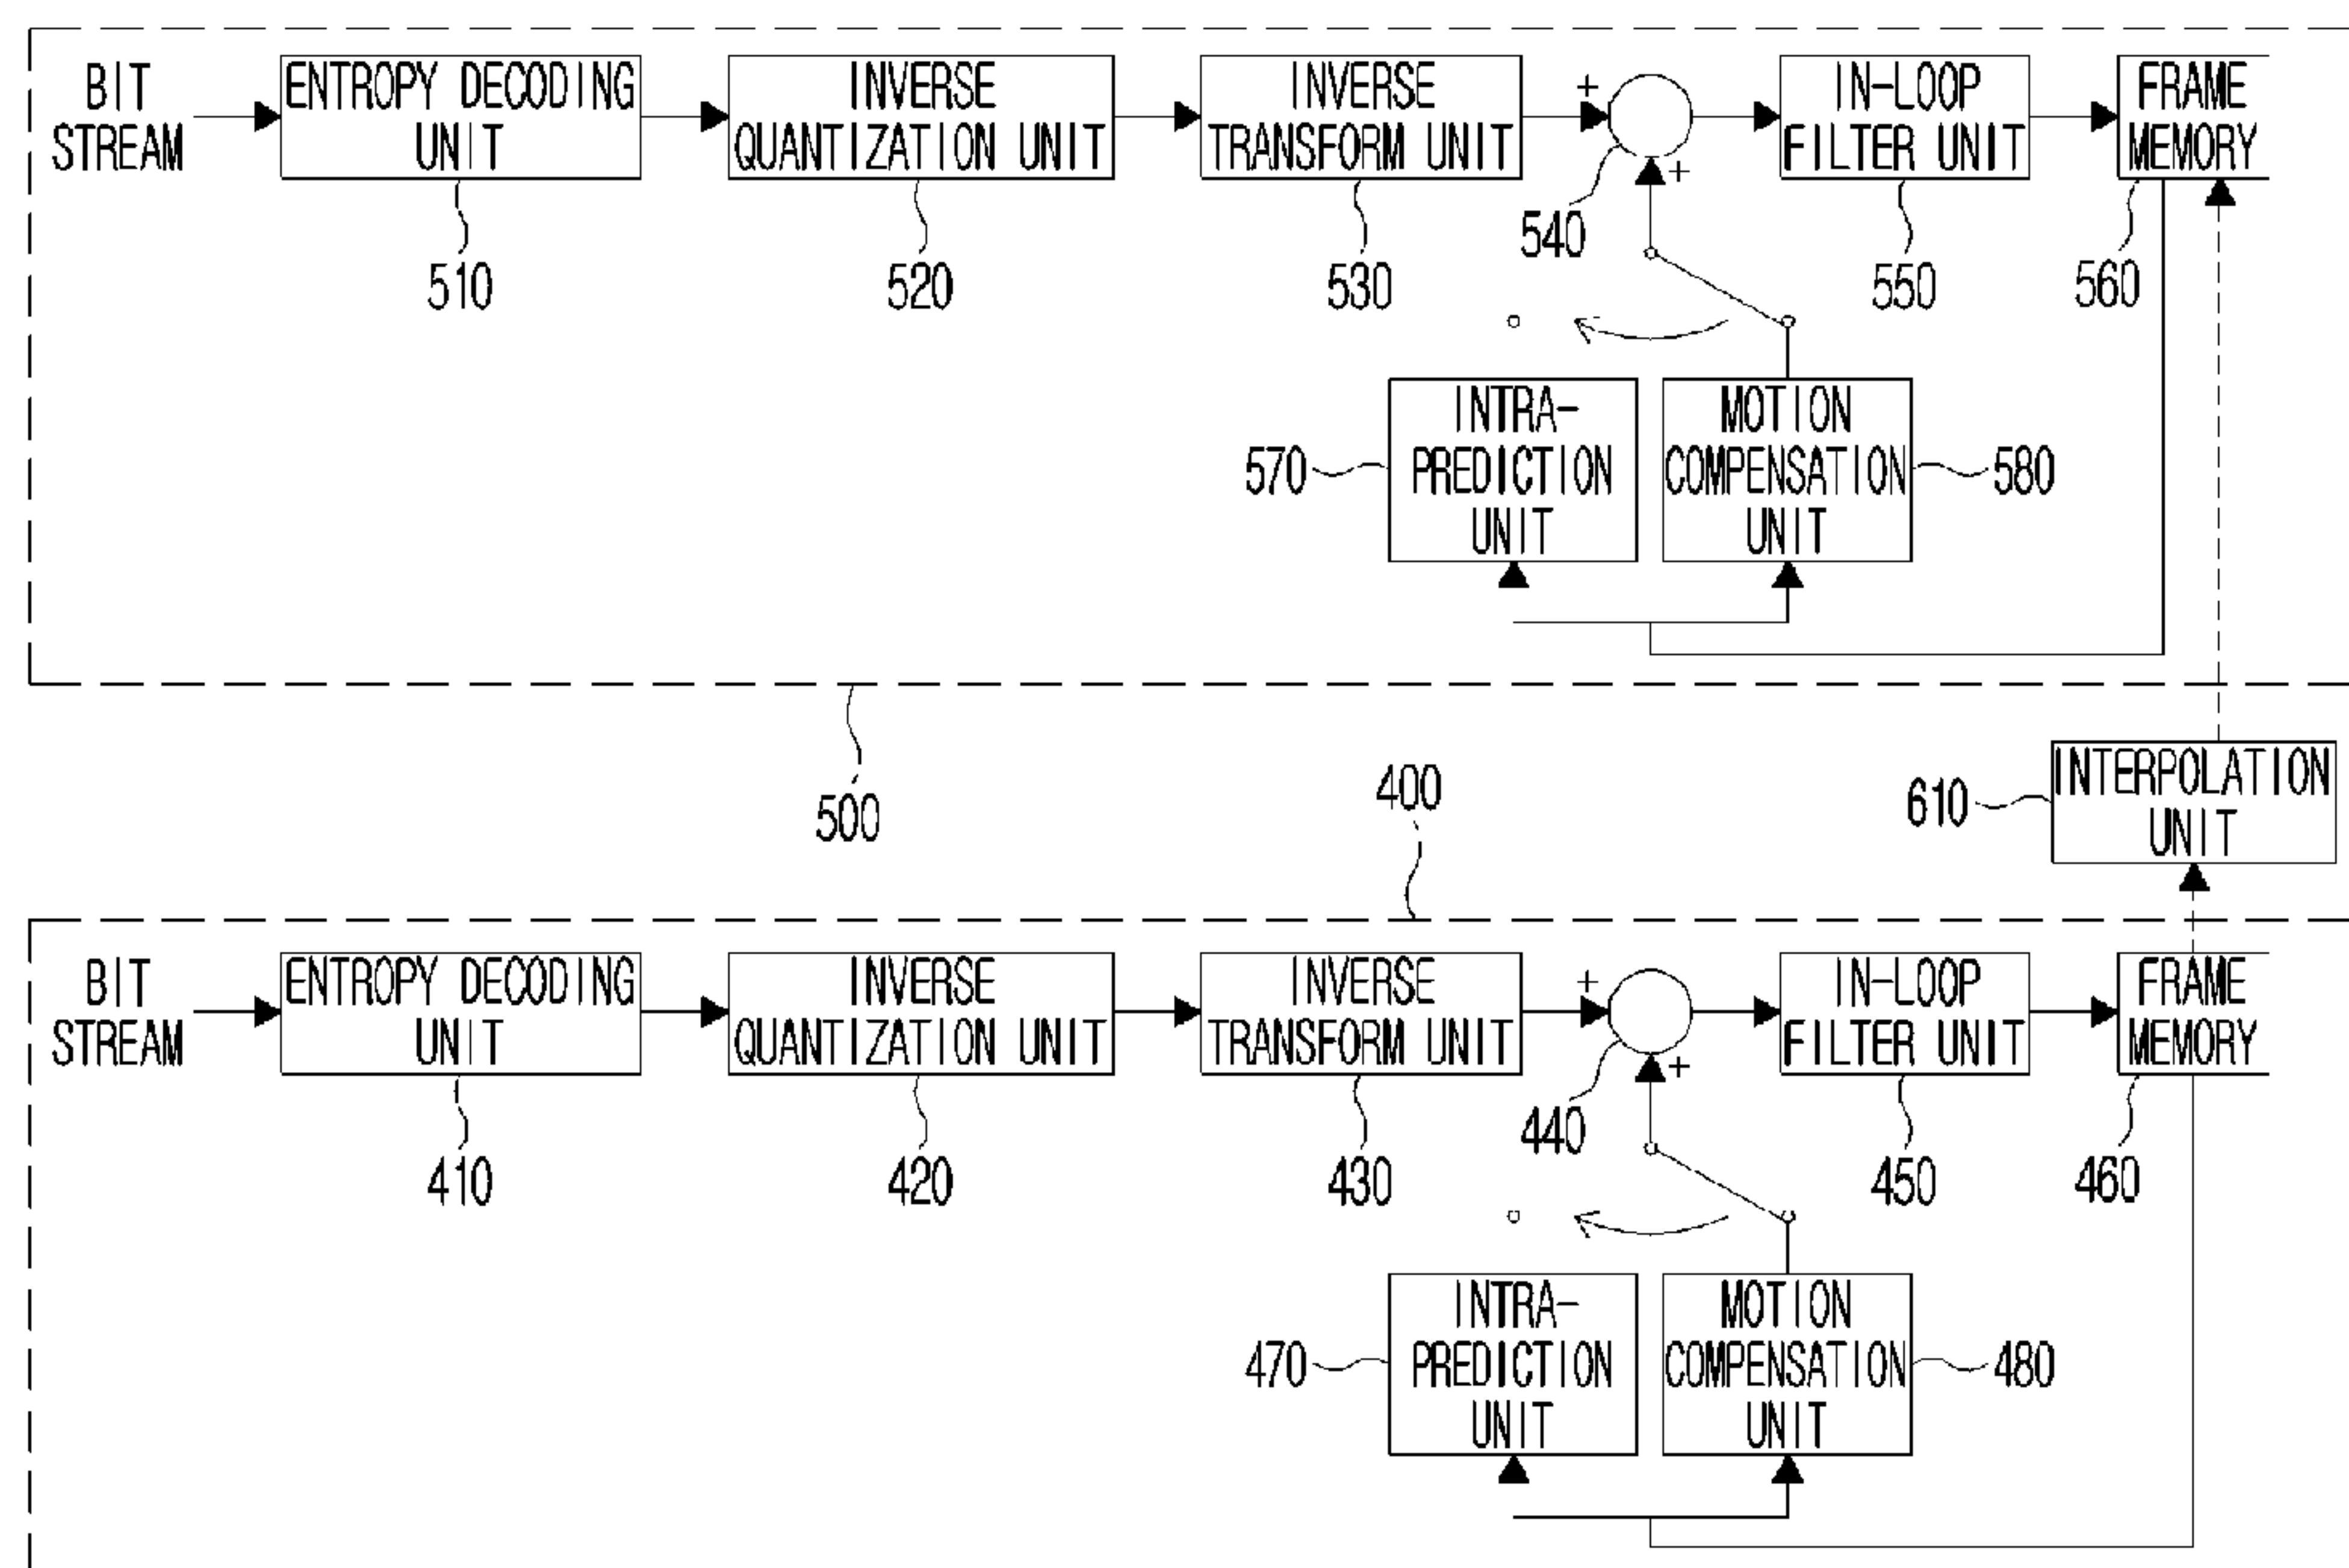 BIT
STREAM
ENTROPY DECODING
UNIT
INVERSE
QUANTIZATION UNIT
INVERSE
TRANSFORM UNIT
+
+
IN-LOOP
FILTER UNIT
FRAME
MEMORY
510
520
530
540
550
560
INTRA-
PREDICTION
UNIT
570
MOTION
COMPENSATION
UNIT
580
500
400
610
INTERPOLATION
UNIT
BIT
STREAM
ENTROPY DECODING
UNIT
INVERSE
QUANTIZATION UNIT
INVERSE
TRANSFORM UNIT
+
+
IN-LOOP
FILTER UNIT
FRAME
MEMORY
410
420
430
440
450
460
INTRA-
PREDICTION
UNIT
470
MOTION
COMPENSATION
UNIT
480